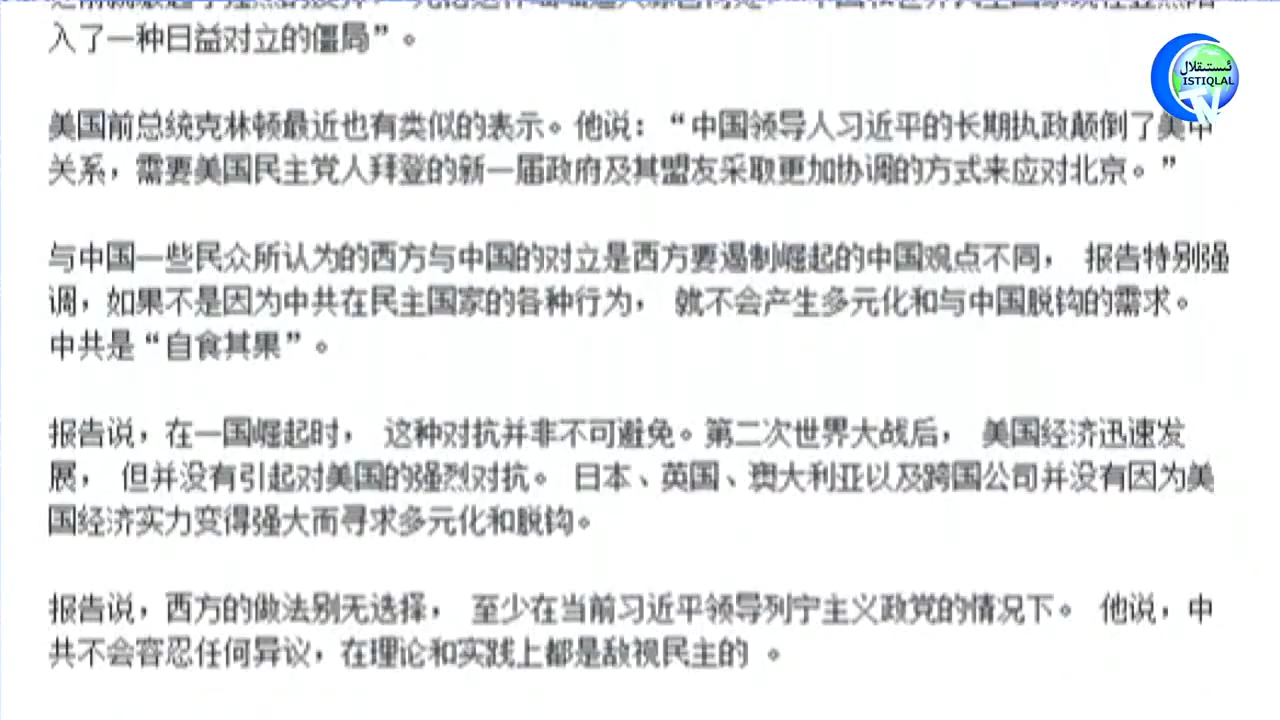 入了一种日益对立的僵局”。
ئىستىقلال
ISTIQLAL
TV
美国前总统克林顿最近也有类似的表示。他说：“中国领导人习近平的长期执政颠倒了美中
关系，需要美国民主党人拜登的新一届政府及其盟友采取更加协调的方式来应对北京。”
与中国一些民众所认为的西方与中国的对立是西方要遏制崛起的中国观点不同， 报告特别强
调，如果不是因为中共在民主国家的各种行为， 就不会产生多元化和与中国脱钩的需求。
中共是“自食其果”。
报告说，在一国崛起时， 这种对抗并非不可避免。第二次世界大战后， 美国经济迅速发
展， 但并没有引起对美国的强烈对抗。 日本、英国、澳大利亚以及跨国公司并没有因为美
国经济实力变得强大而寻求多元化和脱钩。
报告说，西方的做法别无选择， 至少在当前习近平领导列宁主义政党的情况下。 他说，中
共不会容忍任何异议，在理论和实践上都是敌视民主的 。